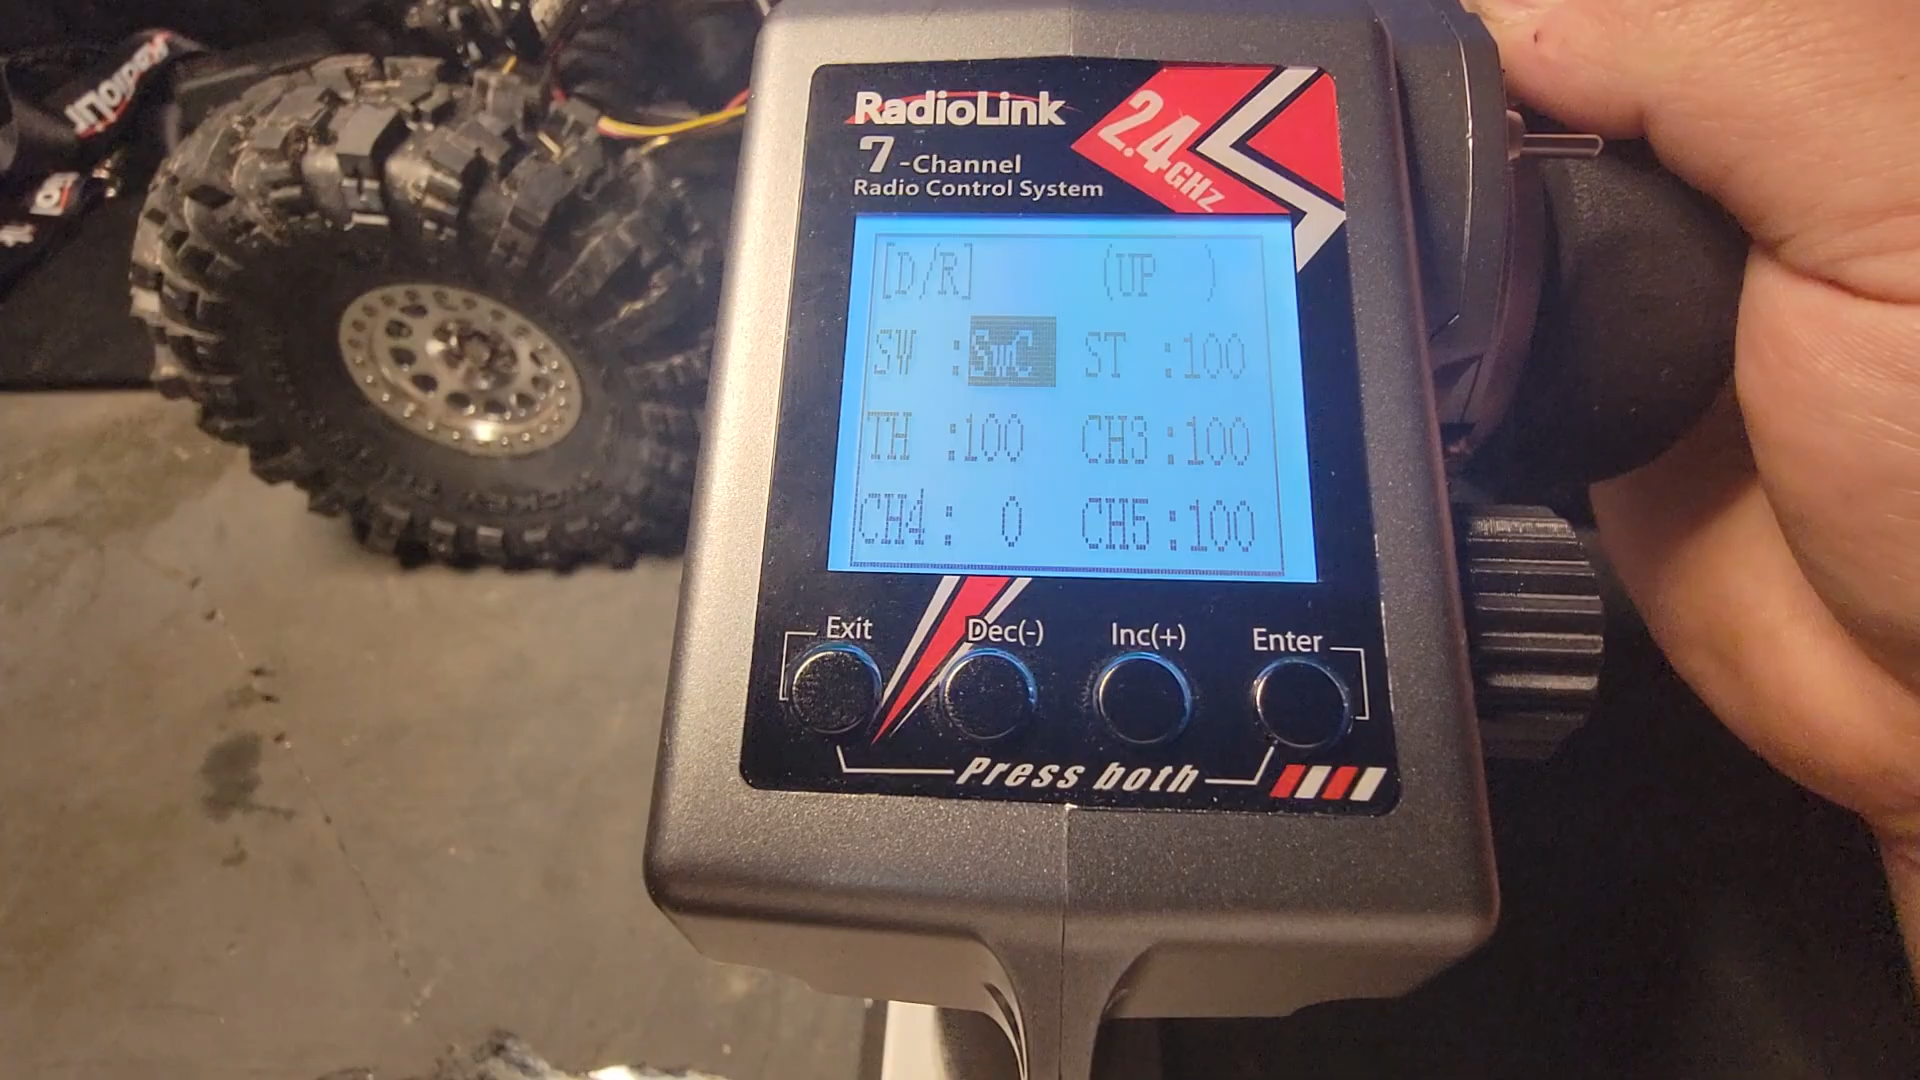 RadioLink
7-Channel
Radio Control System
2.4GHz
[D/R] (UP )
SW :SwC ST :100
TH :100 CH3:100
CH4: 0 CH5:100
Exit Dec(-) Inc(+) Enter
Press both